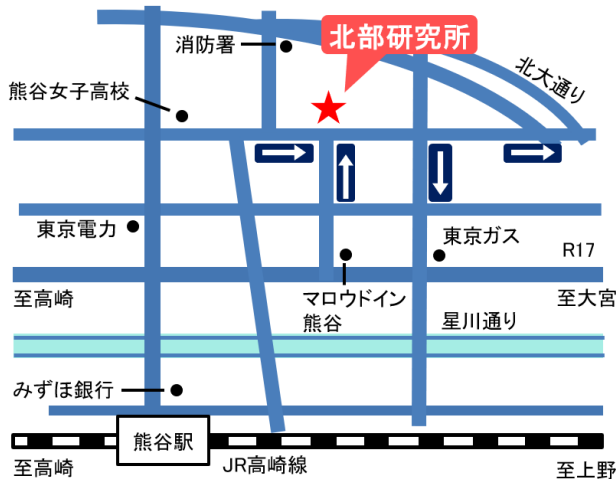 北部研究所
消防署
北大通り
熊谷女子高校
東京電力
東京ガス
R17
至高崎
マロウドイン
熊谷
至大宮
星川通り
みずほ銀行
熊谷駅
至高崎
JR高崎線
至上野